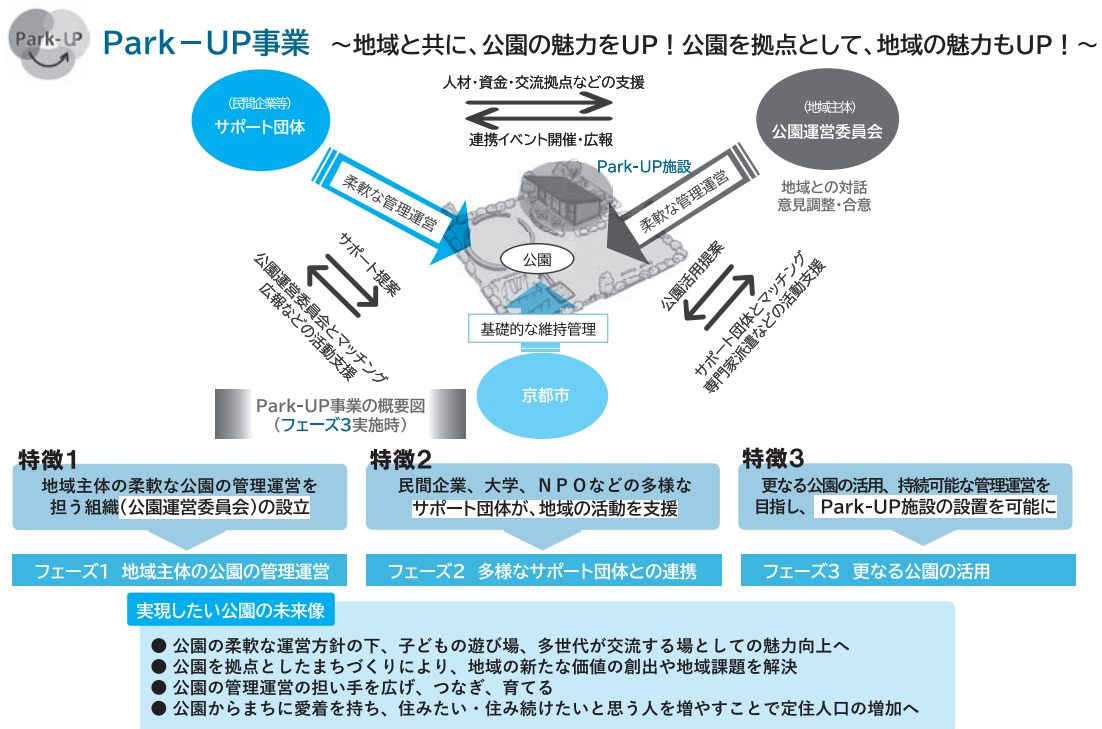 Park-UP
Park－UP事業 ～地域と共に、公園の魅力をUP！公園を拠点として、地域の魅力もUP！～
人材・資金・交流拠点などの支援
（民間企業等）
サポート団体
（地域主体）
公園運営委員会
連携イベント開催・広報
Park-UP施設
柔軟な管理運営
柔軟な管理運営
地域との対話
意見調整・合意
公園
サポート提案
公園運営委員会とマッチング
広報などの活動支援
公園活用提案
サポート団体とマッチング
専門家派遣などの活動支援
基礎的な維持管理
京都市
Park-UP事業の概要図
（フェーズ3実施時）
特徴1
地域主体の柔軟な公園の管理運営を
担う組織（公園運営委員会）の設立
フェーズ1 地域主体の公園の管理運営
特徴2
民間企業、大学、ＮＰＯなどの多様な
サポート団体が、地域の活動を支援
フェーズ2 多様なサポート団体との連携
特徴3
更なる公園の活用、持続可能な管理運営を
目指し、Park-UP施設の設置を可能に
フェーズ3 更なる公園の活用
実現したい公園の未来像
● 公園の柔軟な運営方針の下、子どもの遊び場、多世代が交流する場としての魅力向上へ
● 公園を拠点としたまちづくりにより、地域の新たな価値の創出や地域課題を解決
● 公園の管理運営の担い手を広げ、つなぎ、育てる
● 公園からまちに愛着を持ち、住みたい・住み続けたいと思う人を増やすことで定住人口の増加へ